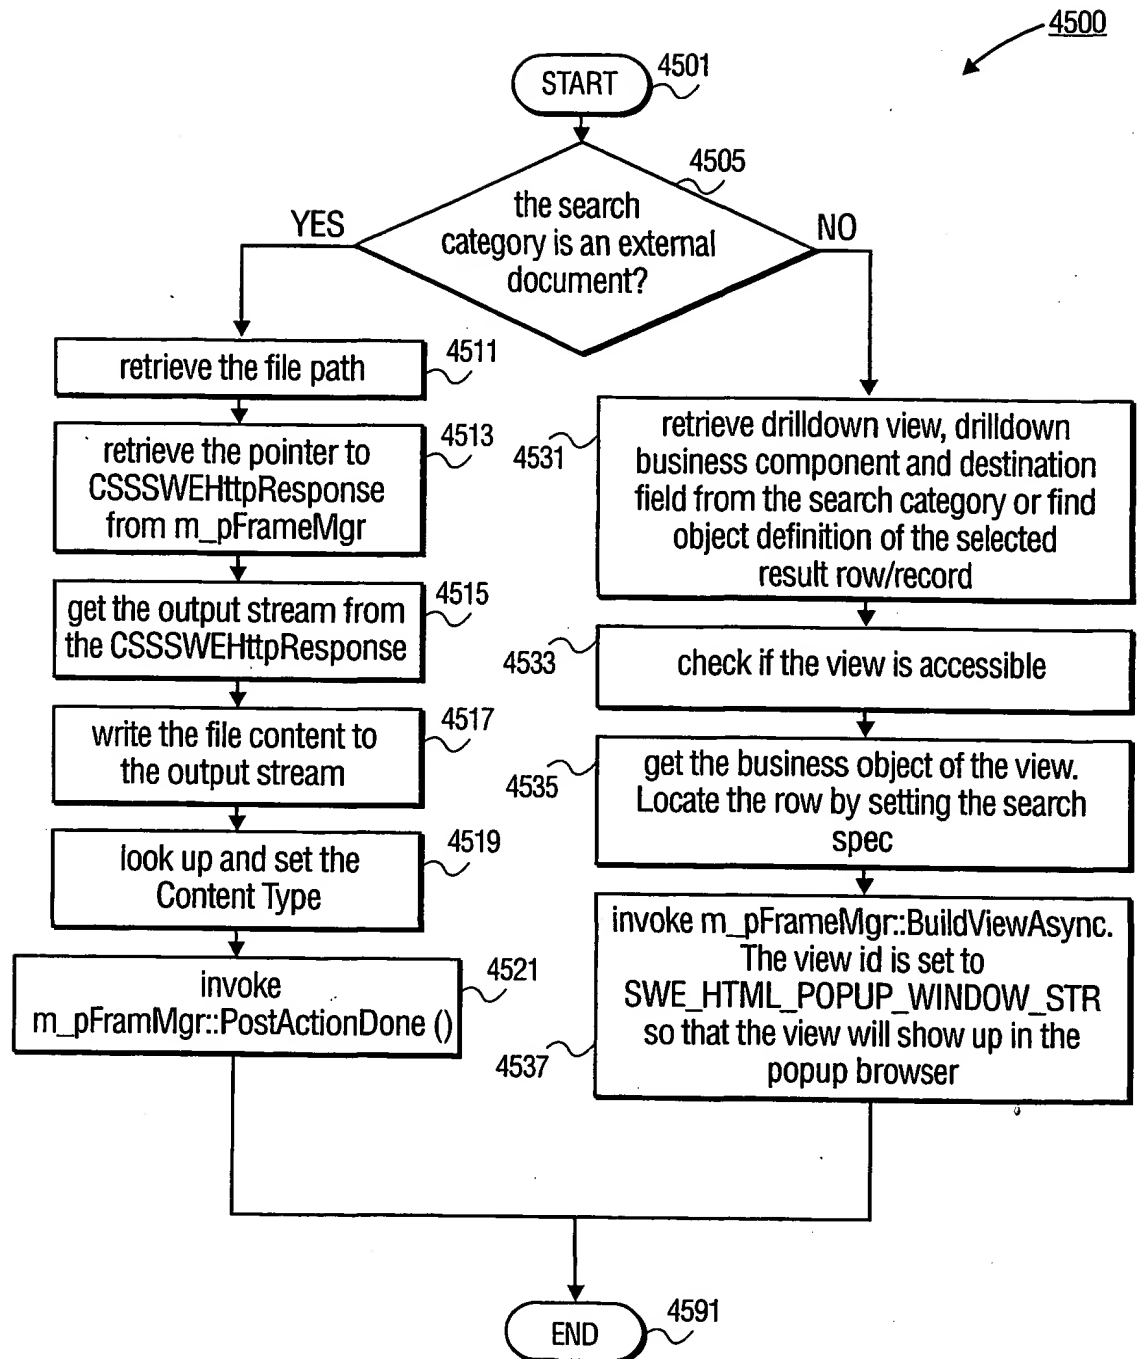 4500
START
4501
4505
the search
category is an external
document?
YES
NO
retrieve the file path
4511
retrieve the pointer to
CSSSWEHttpResponse
from m_pFrameMgr
4513
get the output stream from
the CSSSWEHttpResponse
4515
write the file content to
the output stream
4517
look up and set the
Content Type
4519
invoke
m_pFramMgr::PostActionDone ()
4521
retrieve drilldown view, drilldown
business component and destination
field from the search category or find
object definition of the selected
result row/record
4531
check if the view is accessible
4533
get the business object of the view.
Locate the row by setting the search
spec
4535
invoke m_pFrameMgr::BuildViewAsync.
The view id is set to
SWE_HTML_POPUP_WINDOW_STR
so that the view will show up in the
popup browser
4537
END
4591